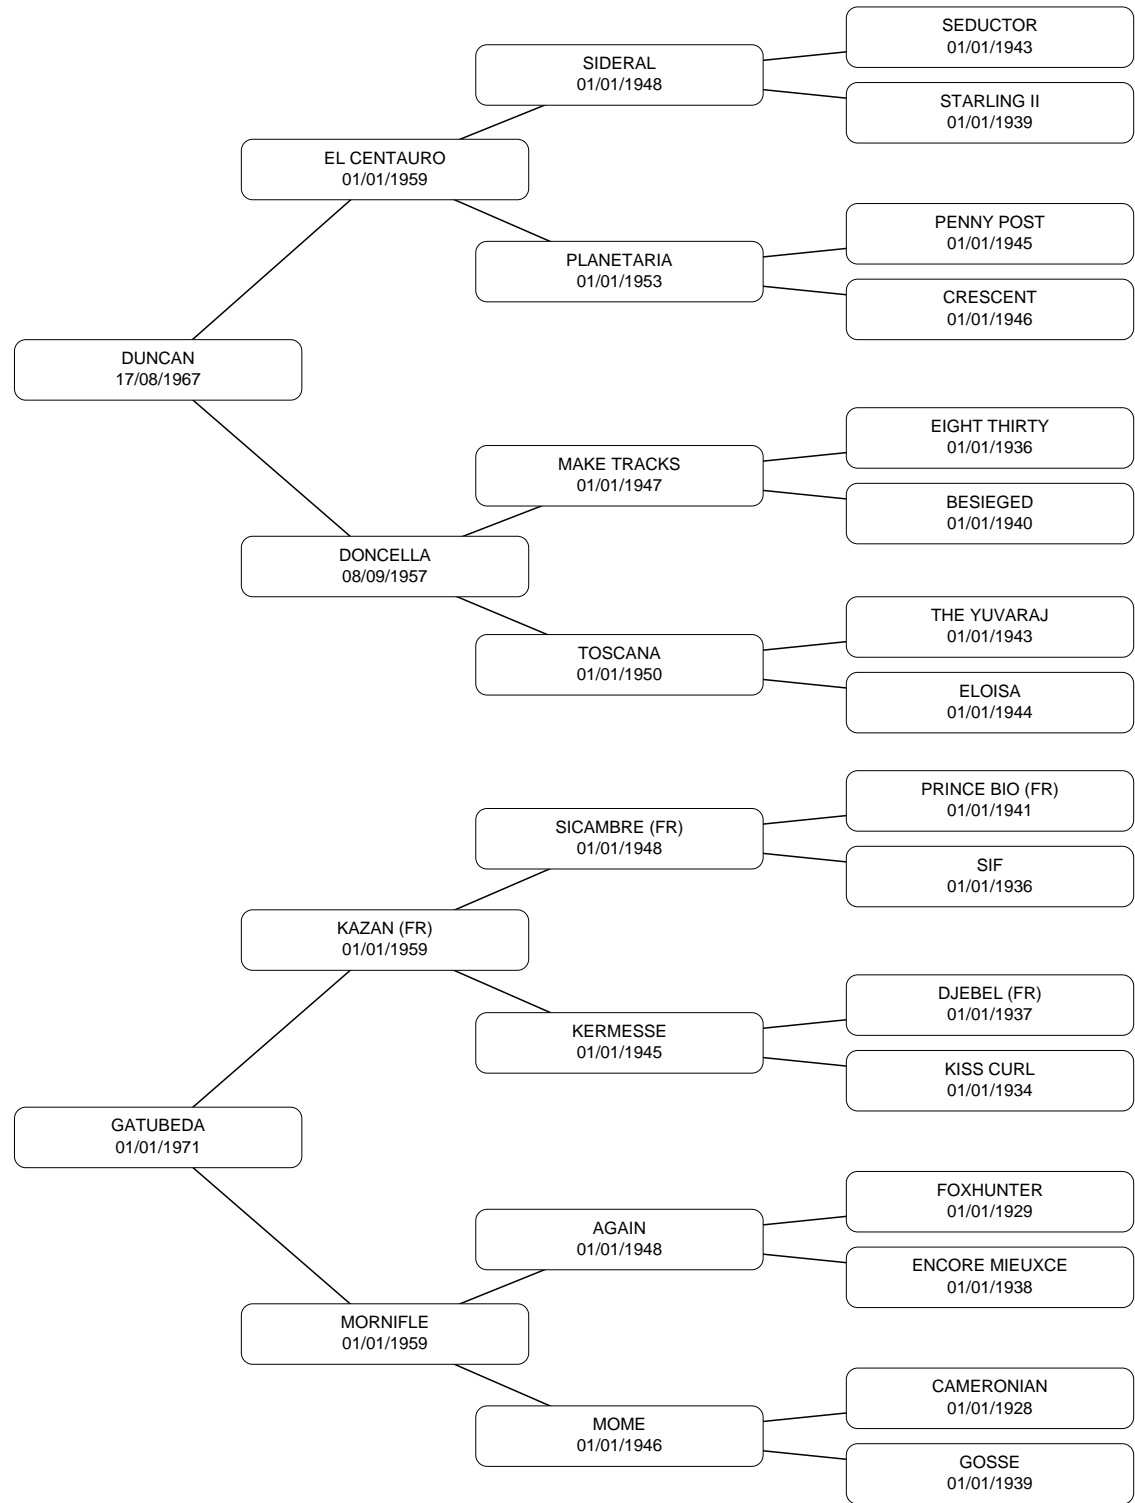 SEDUCTOR
01/01/1943
SIDERAL
01/01/1948
STARLING II
01/01/1939
EL CENTAURO
01/01/1959
PENNY POST
01/01/1945
PLANETARIA
01/01/1953
CRESCENT
01/01/1946
DUNCAN
17/08/1967
EIGHT THIRTY
01/01/1936
MAKE TRACKS
01/01/1947
BESIEGED
01/01/1940
DONCELLA
08/09/1957
THE YUVARAJ
01/01/1943
TOSCANA
01/01/1950
ELOISA
01/01/1944
PRINCE BIO (FR)
01/01/1941
SICAMBRE (FR)
01/01/1948
SIF
01/01/1936
KAZAN (FR)
01/01/1959
DJEBEL (FR)
01/01/1937
KERMESSE
01/01/1945
KISS CURL
01/01/1934
GATUBEDA
01/01/1971
FOXHUNTER
01/01/1929
AGAIN
01/01/1948
ENCORE MIEUXCE
01/01/1938
MORNIFLE
01/01/1959
CAMERONIAN
01/01/1928
MOME
01/01/1946
GOSSE
01/01/1939